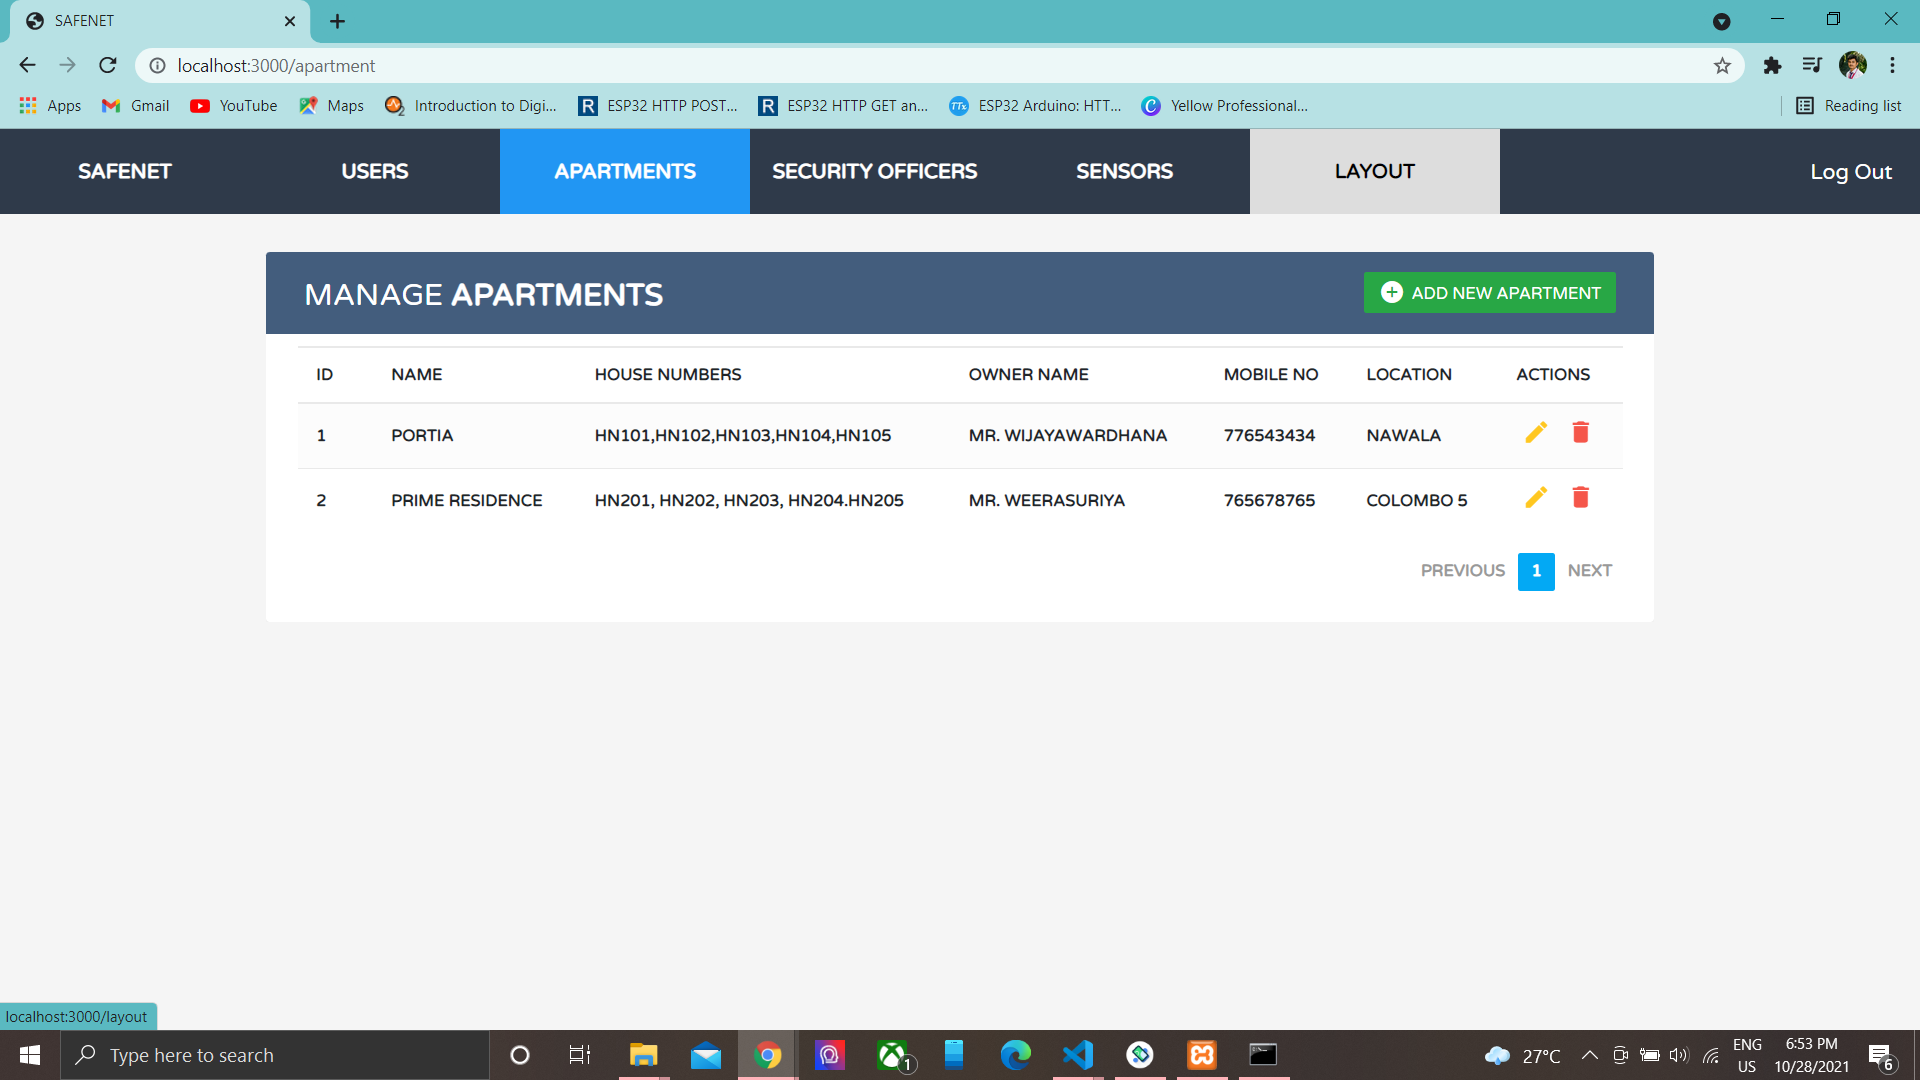 SAFENET
localhost:3000/apartment
Apps Gmail YouTube Maps Introduction to Digi... ESP32 HTTP POST... ESP32 HTTP GET an... TTx ESP32 Arduino: HTT... Yellow Professional... Reading list
SAFENET USERS APARTMENTS SECURITY OFFICERS SENSORS LAYOUT Log Out
MANAGE APARTMENTS ADD NEW APARTMENT
ID NAME HOUSE NUMBERS OWNER NAME MOBILE NO LOCATION ACTIONS
1 PORTIA HN101,HN102,HN103,HN104,HN105 MR. WIJAYAWARDHANA 776543434 NAWALA
2 PRIME RESIDENCE HN201, HN202, HN203, HN204.HN205 MR. WEERASURIYA 765678765 COLOMBO 5
PREVIOUS 1 NEXT
localhost:3000/layout
Type here to search 1 27°C ENG 6:53 PM
US 10/28/2021 6